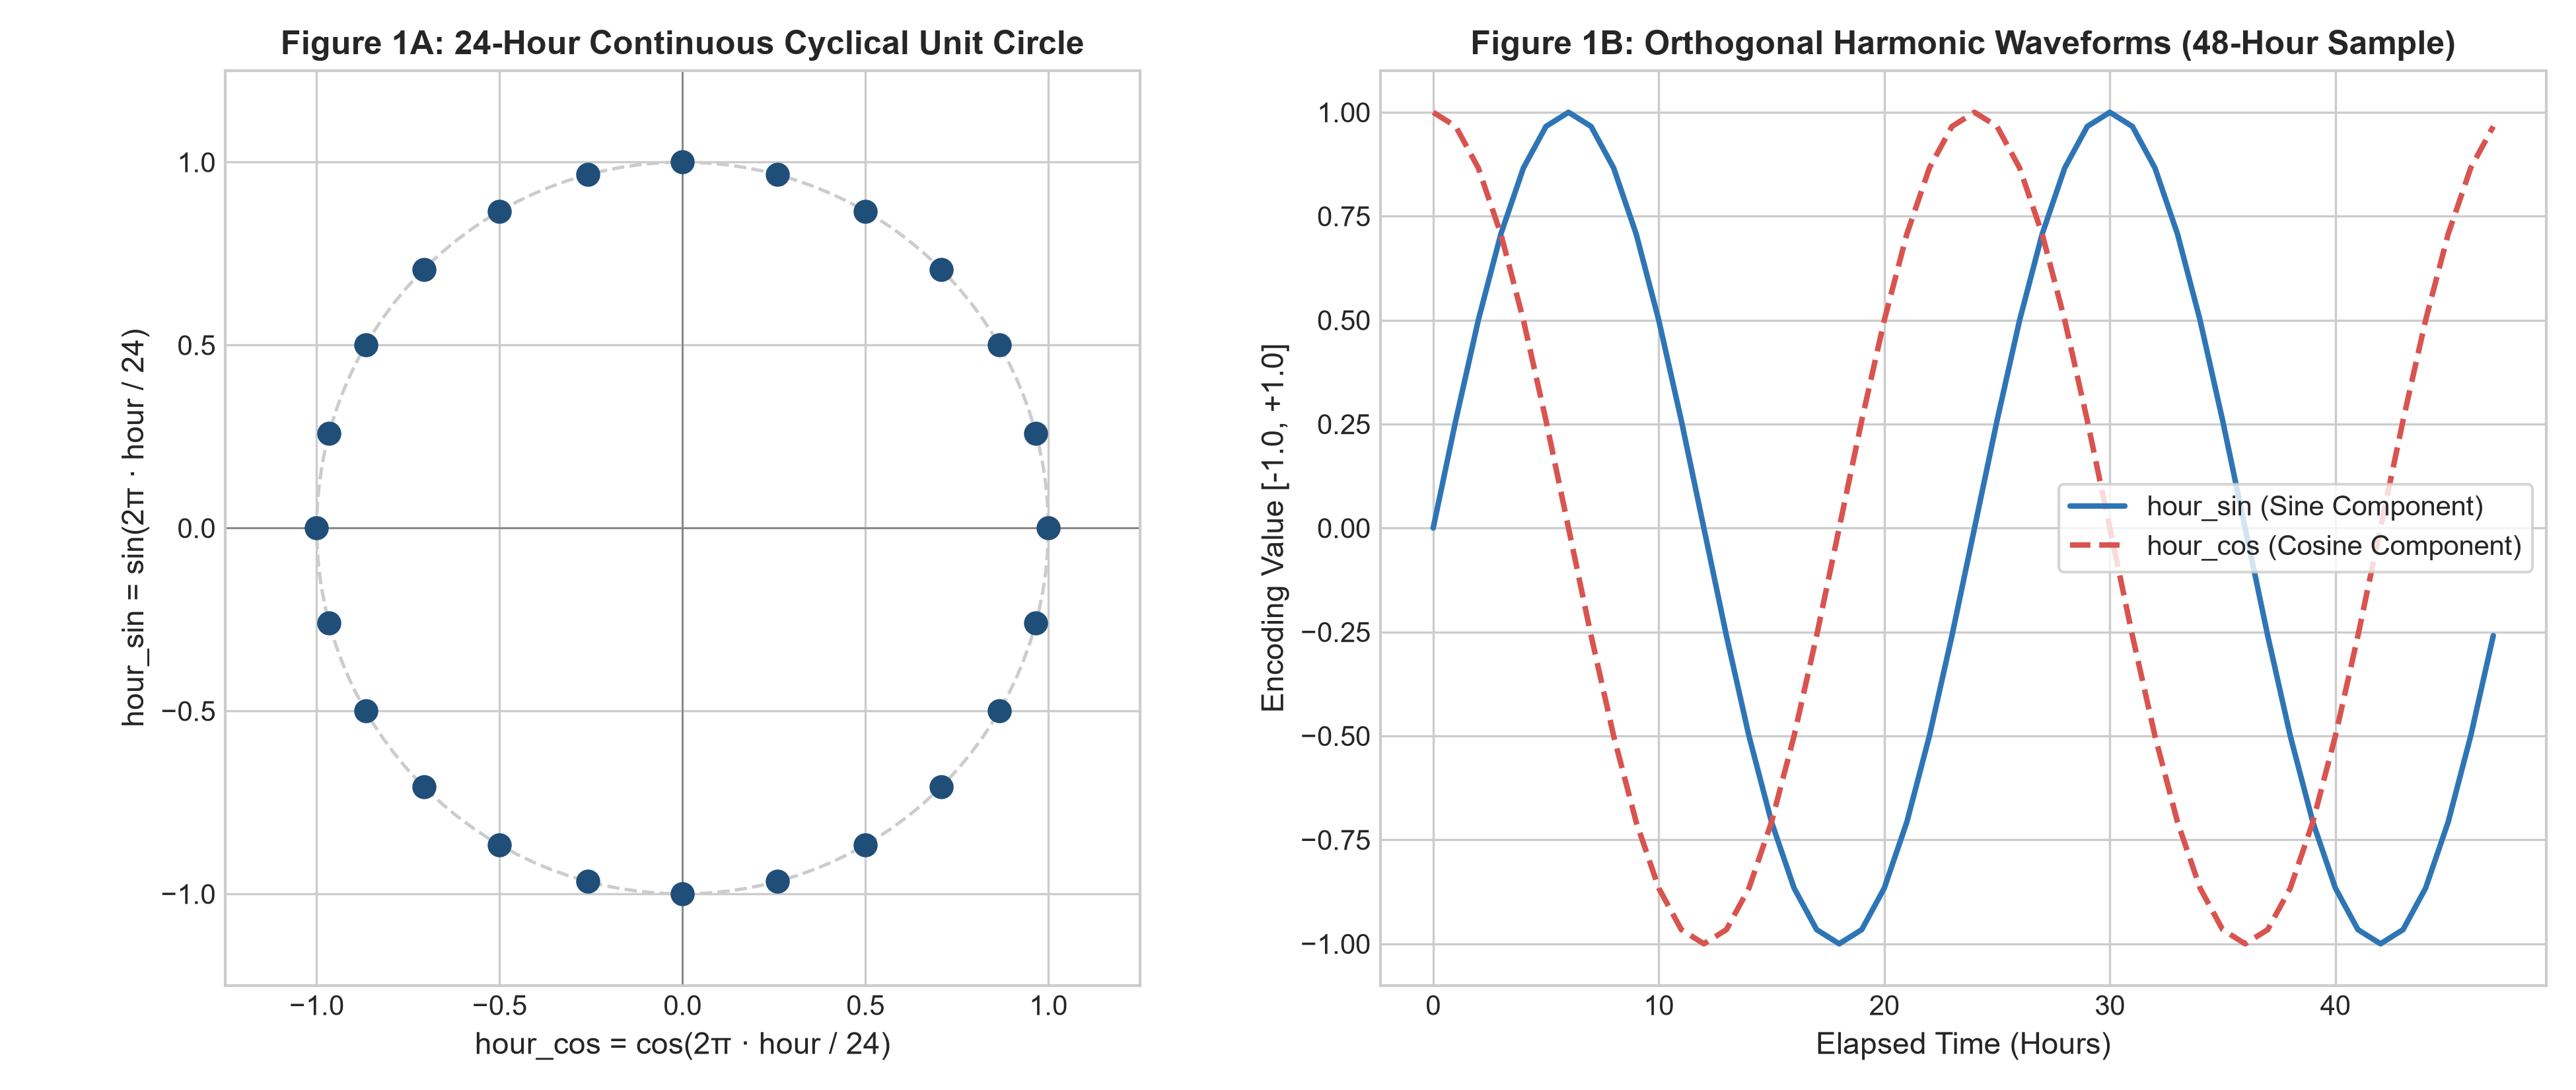 Figure 1A: 24-Hour Continuous Cyclical Unit Circle
1.0
0.5
0.0
−0.5
−1.0
hour_sin = sin(2π · hour / 24)
−1.0 −0.5 0.0 0.5 1.0
hour_cos = cos(2π · hour / 24)
Figure 1B: Orthogonal Harmonic Waveforms (48-Hour Sample)
1.00
0.75
0.50
0.25
0.00
−0.25
−0.50
−0.75
−1.00
Encoding Value [-1.0, +1.0]
hour_sin (Sine Component)
hour_cos (Cosine Component)
0 10 20 30 40
Elapsed Time (Hours)